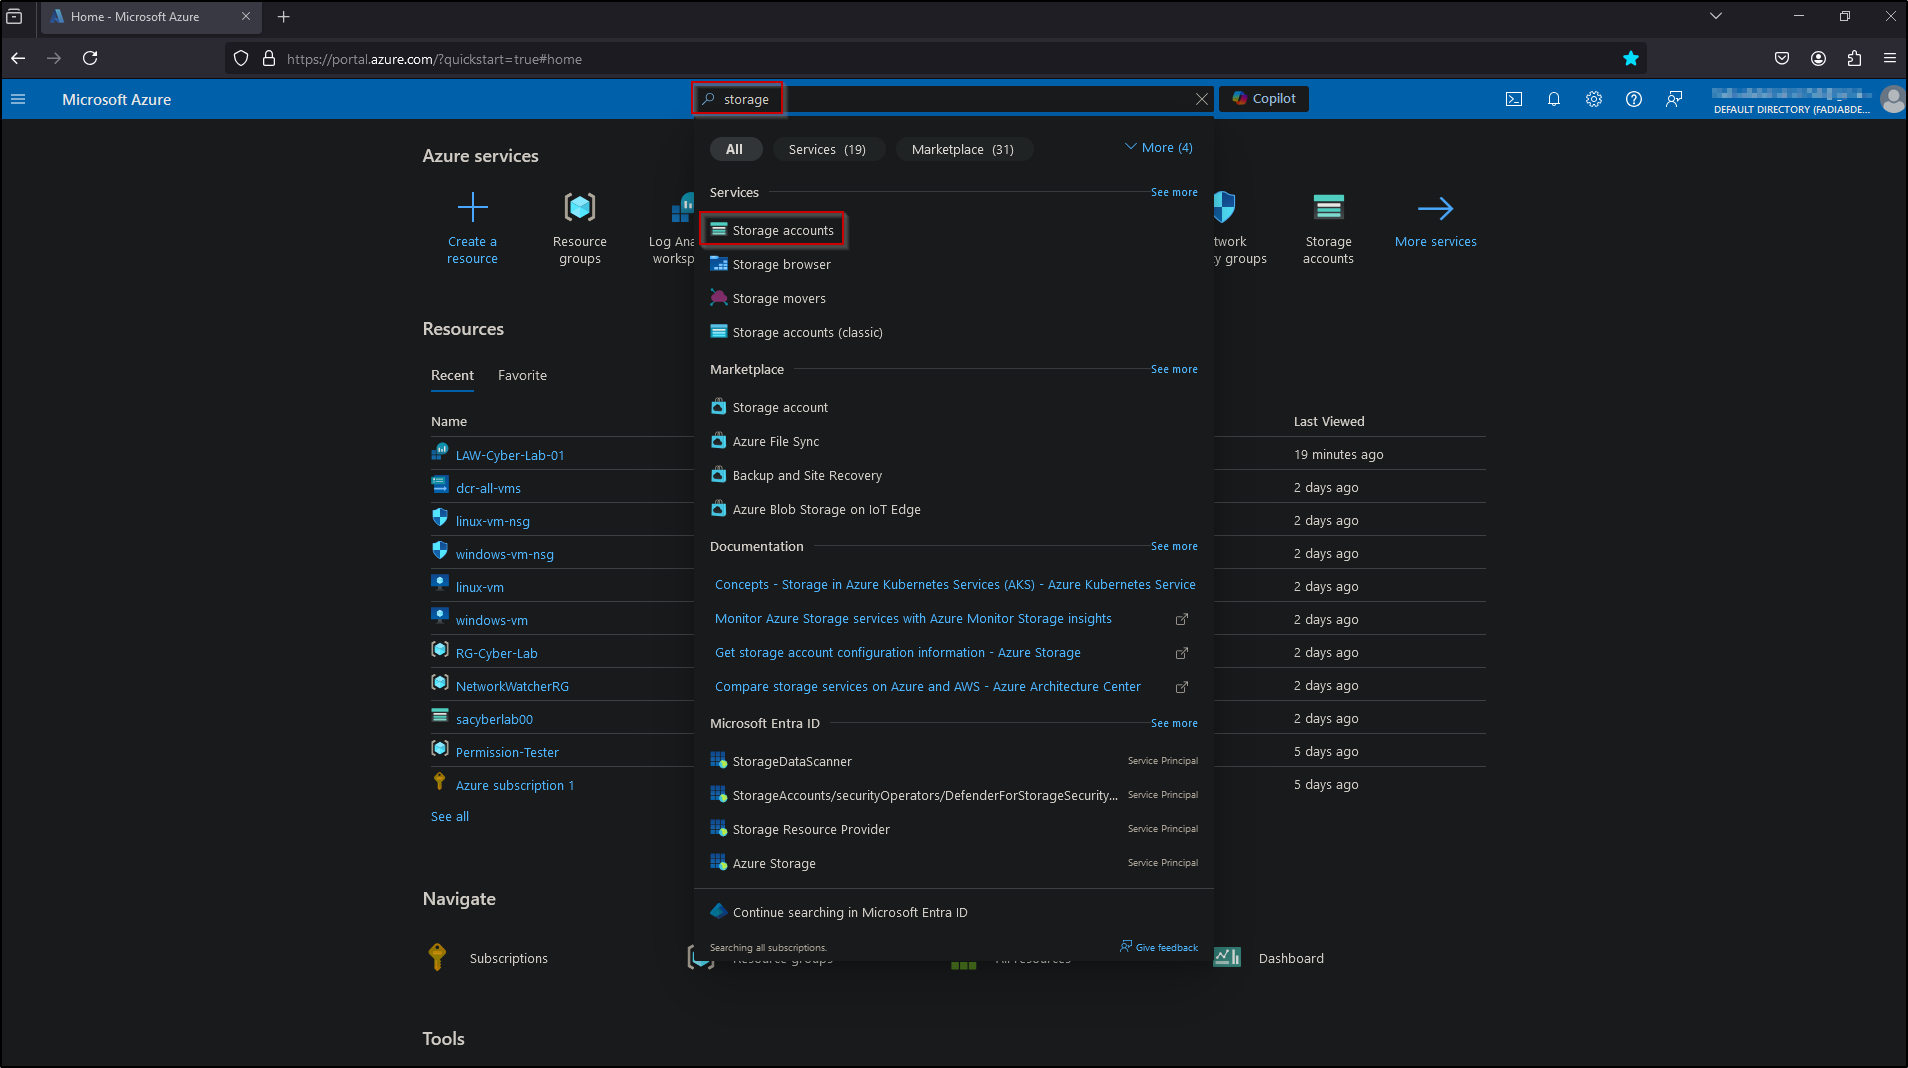 Home - Microsoft Azure
https://portal.azure.com/?quickstart=true#home
Microsoft Azure
storage
Copilot
DEFAULT DIRECTORY (FADIABDE...
All
Services (19)
Marketplace (31)
More (4)
Azure services
Create a resource
Resource groups
Log Ana
worksp
twork
y groups
Storage accounts
More services
Services
See more
Storage accounts
Storage browser
Storage movers
Storage accounts (classic)
Marketplace
See more
Storage account
Azure File Sync
Backup and Site Recovery
Azure Blob Storage on IoT Edge
Documentation
See more
Concepts - Storage in Azure Kubernetes Services (AKS) - Azure Kubernetes Service
Monitor Azure Storage services with Azure Monitor Storage insights
Get storage account configuration information - Azure Storage
Compare storage services on Azure and AWS - Azure Architecture Center
Microsoft Entra ID
See more
StorageDataScanner
Service Principal
StorageAccounts/securityOperators/DefenderForStorageSecurity...
Service Principal
Storage Resource Provider
Service Principal
Azure Storage
Service Principal
Continue searching in Microsoft Entra ID
Searching all subscriptions.
Give feedback
Resources
Recent
Favorite
Name
Last Viewed
LAW-Cyber-Lab-01
19 minutes ago
dcr-all-vms
2 days ago
linux-vm-nsg
2 days ago
windows-vm-nsg
2 days ago
linux-vm
2 days ago
windows-vm
2 days ago
RG-Cyber-Lab
2 days ago
NetworkWatcherRG
2 days ago
sacyberlab00
2 days ago
Permission-Tester
5 days ago
Azure subscription 1
5 days ago
See all
Navigate
Subscriptions
Resource groups
All resources
Dashboard
Tools